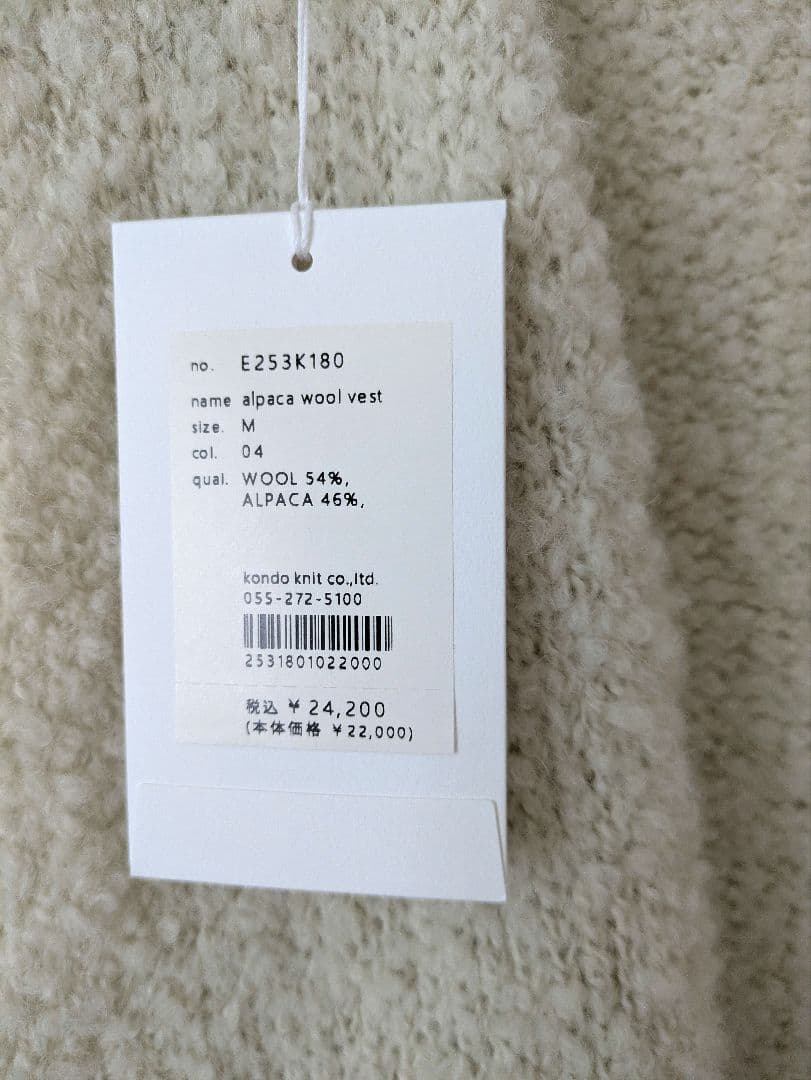 no. E253K180
name alpaca wool vest
size. M
col. 04
qual. WOOL 54%,
ALPACA 46%,
kondo knit co.,ltd.
055-272-5100
2531801022000
税込 ¥ 24,200
(本体価格 ¥22,000)